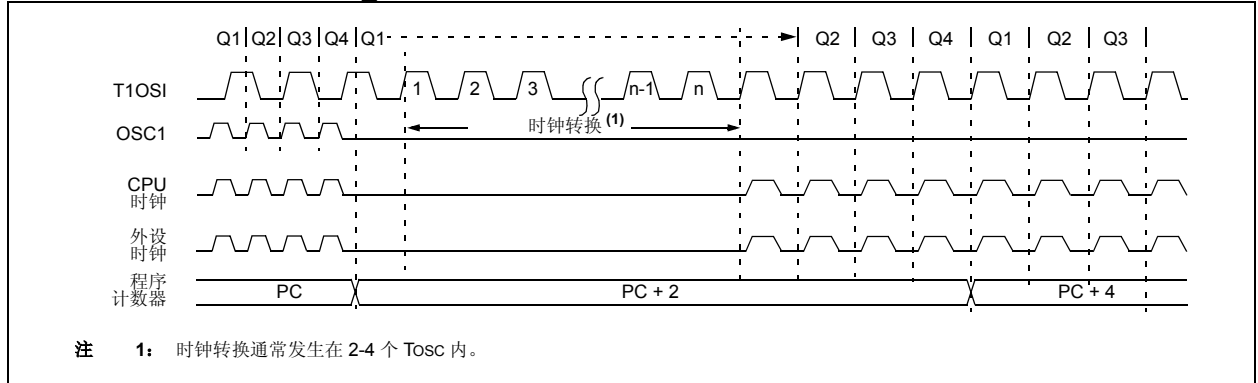 Q1 Q2 Q3 Q4 Q1 Q2 Q3 Q4 Q1 Q2 Q3
T1OSI 1 2 3 n-1 n
OSC1 时钟转换(1)
CPU
时钟
外设
时钟
程序
计数器 PC PC + 2 PC + 4
注 1: 时钟转换通常发生在 2-4 个 TOSC 内。